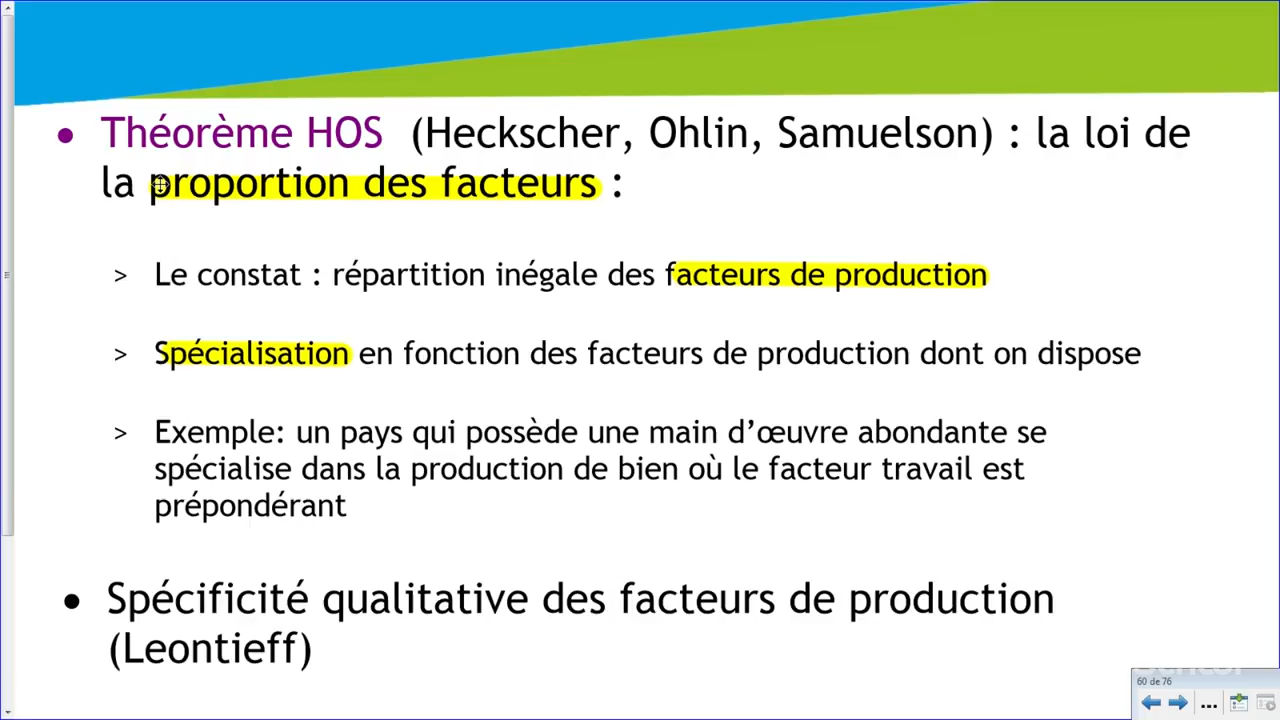 • Théorème HOS (Heckscher, Ohlin, Samuelson) : la loi de
la proportion des facteurs :
> Le constat : répartition inégale des facteurs de production
> Spécialisation en fonction des facteurs de production dont on dispose
> Exemple: un pays qui possède une main d’œuvre abondante se
spécialise dans la production de bien où le facteur travail est
prépondérant
• Spécificité qualitative des facteurs de production
(Leontieff)
60 de 76
...